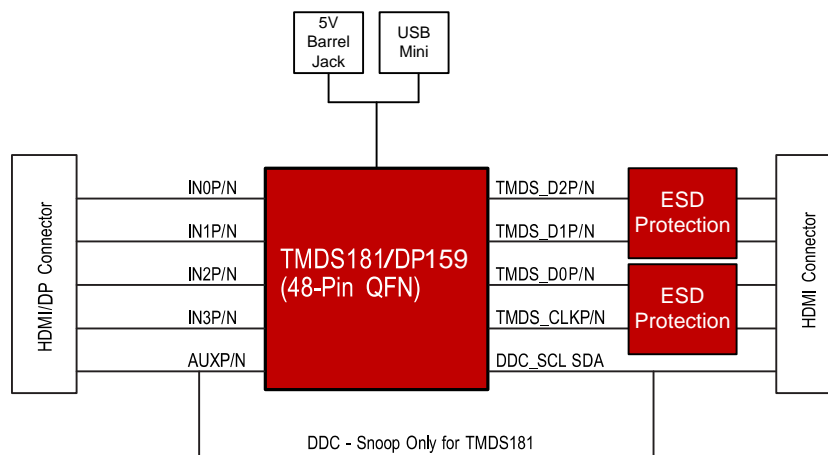 5V
Barrel
Jack
USB
Mini
HDMI/DP Connector
IN0P/N
IN1P/N
IN2P/N
IN3P/N
AUXP/N
TMDS181/DP159
(48-Pin QFN)
TMDS_D2P/N
TMDS_D1P/N
TMDS_D0P/N
TMDS_CLKP/N
DDC_SCL SDA
ESD
Protection
ESD
Protection
HDMI Connector
DDC - Snoop Only for TMDS181